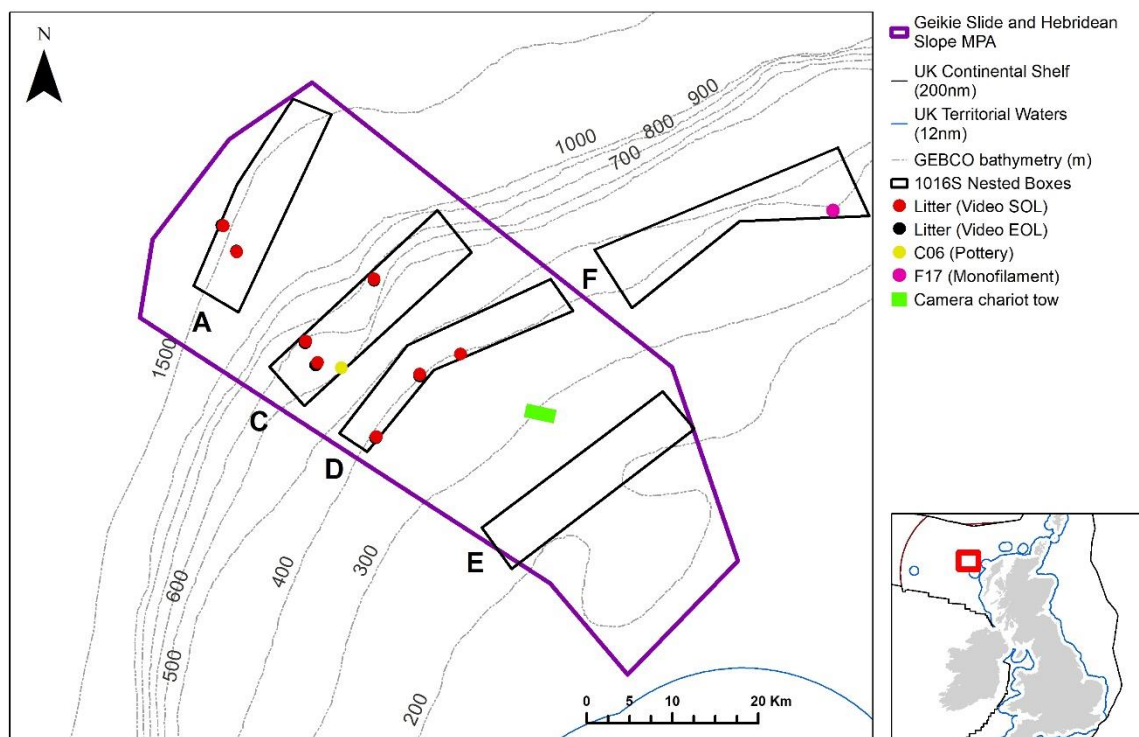 N
900
1000
800
700
F
A
1500
C
D
E
600
400
300
500
200
0 5 10 20 Km
Geikie Slide and Hebridean
Slope MPA
UK Continental Shelf
(200nm)
UK Territorial Waters
(12nm)
GEBCO bathymetry (m)
1016S Nested Boxes
Litter (Video SOL)
Litter (Video EOL)
C06 (Pottery)
F17 (Monofilament)
Camera chariot tow